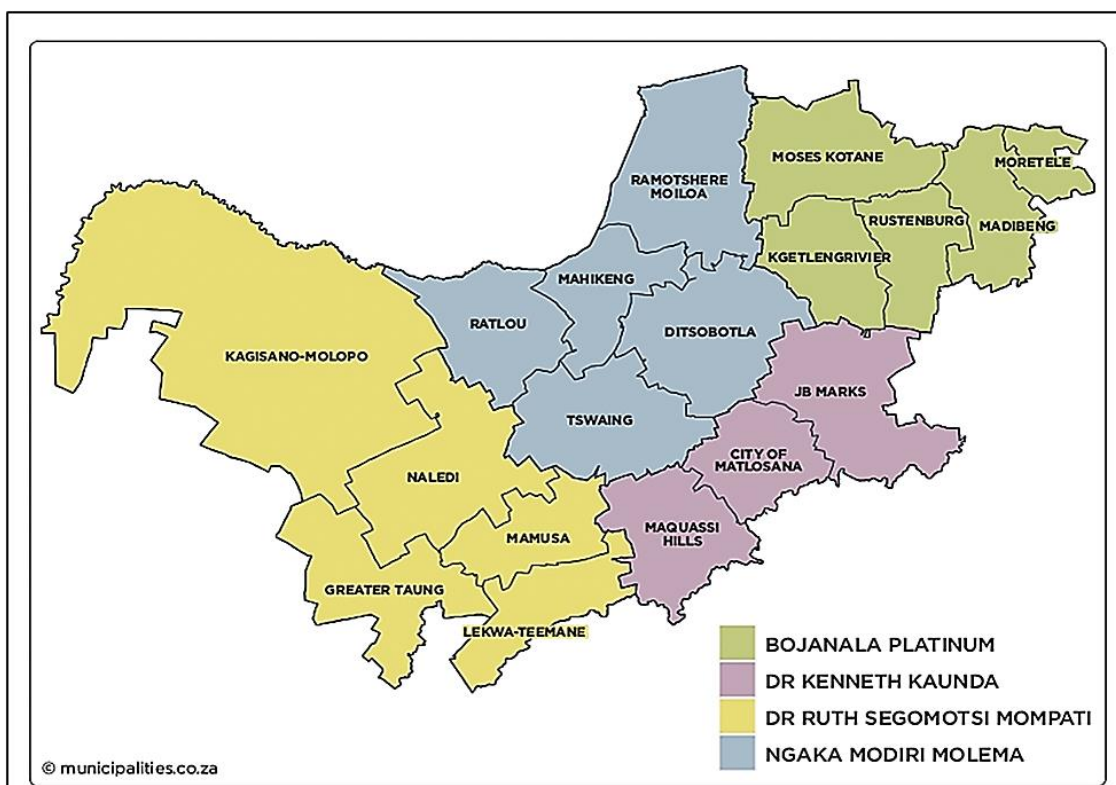 MOSES KOTANE
MORETELE
RAMOTSHERE
MOILOA
RUSTENBURG
MADIBENG
KGETLENGRIVIER
MAHIKENG
RATLOU
DITSOBOTLA
KAGISANO-MOLOPO
JB MARKS
TSWAING
CITY OF
MATLOSANA
NALEDI
MAQUASSI
HILLS
MAMUSA
GREATER TAUNG
LEKWA-TEEMANE
BOJANALA PLATINUM
DR KENNETH KAUNDA
DR RUTH SEGOMOTSI MOMPATI
NGAKA MODIRI MOLEMA
© municipalities.co.za